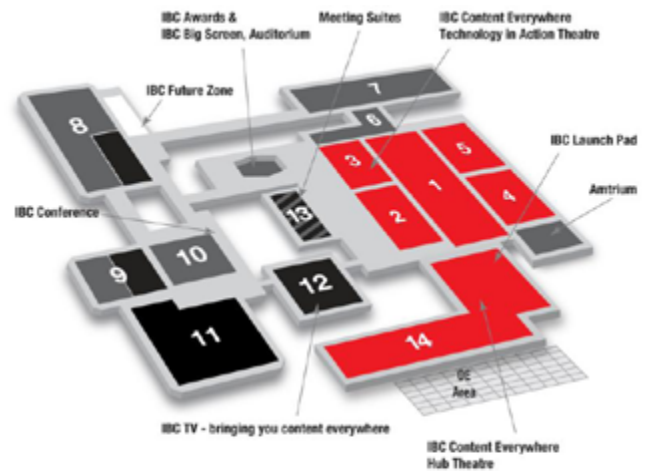 IBC Awards &
IBC Big Screen, Auditorium
Meeting Suites
IBC Content Everywhere
Technology in Action Theatre
IBC Future Zone
7
8
6
3
5
IBC Launch Pad
1
4
Amtrium
2
13
IBC Conference
10
9
12
11
14
OE
Area
IBC TV - bringing you content everywhere
IBC Content Everywhere
Hub Theatre